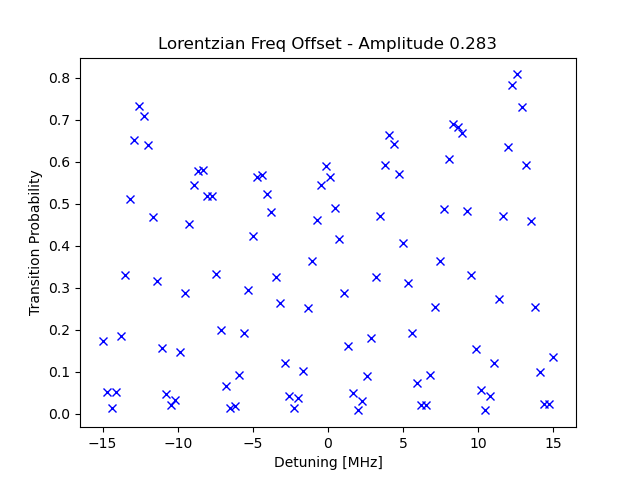 Lorentzian Freq Offset - Amplitude 0.283
0.8
0.7
0.6
0.5
0.4
0.3
0.2
0.1
0.0
Transition Probability
−15 −10 −5 0 5 10 15
Detuning [MHz]